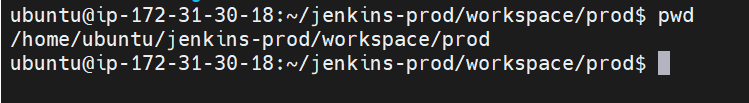 ubuntu@ip-172-31-30-18:~/jenkins-prod/workspace/prod$ pwd
/home/ubuntu/jenkins-prod/workspace/prod
ubuntu@ip-172-31-30-18:~/jenkins-prod/workspace/prod$